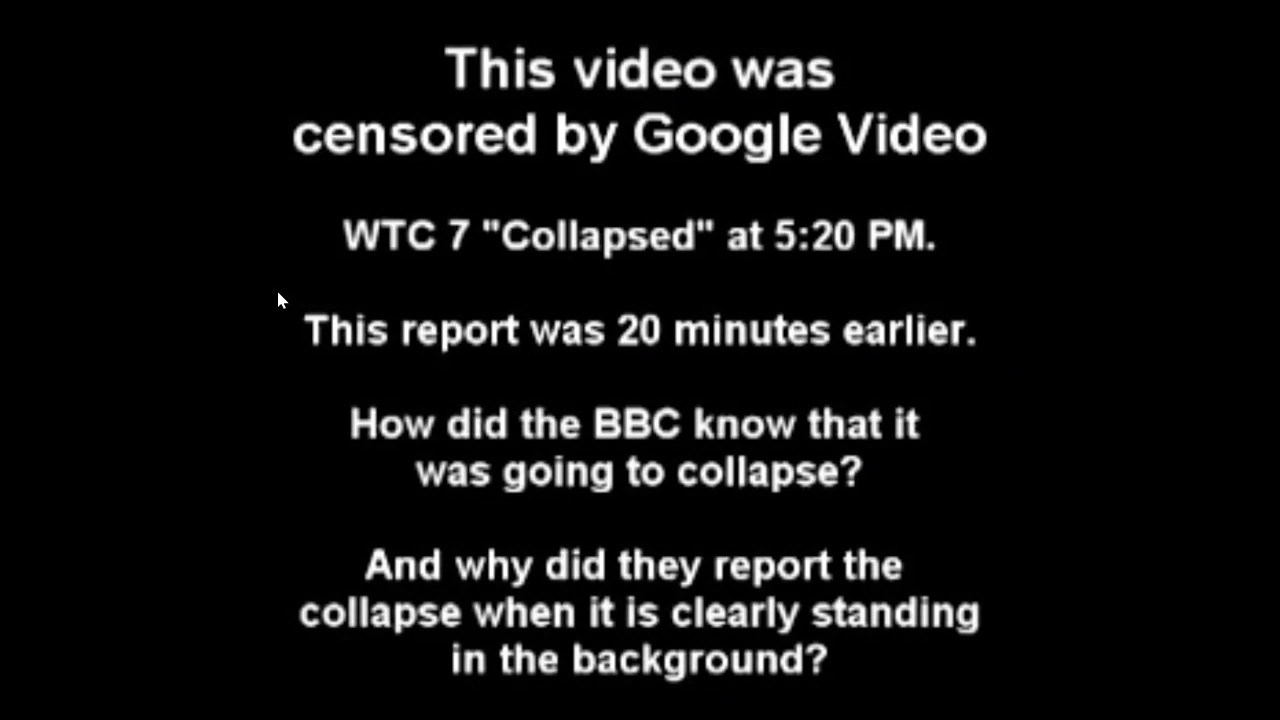 This video was
censored by Google Video
WTC 7 "Collapsed" at 5:20 PM.
This report was 20 minutes earlier.
How did the BBC know that it
was going to collapse?
And why did they report the
collapse when it is clearly standing
in the background?